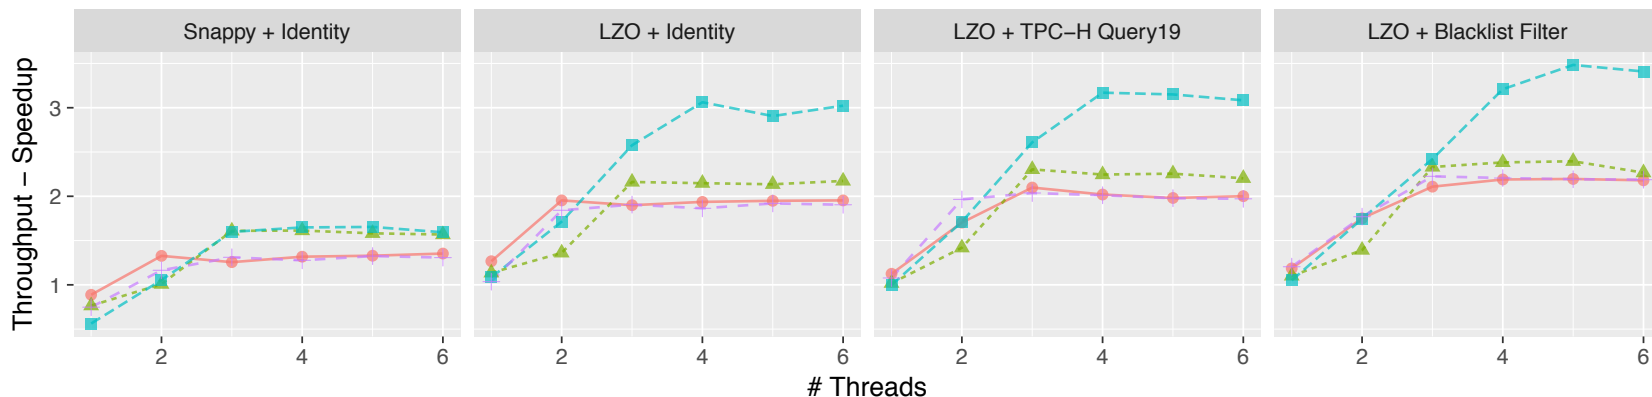 Snappy + Identity
LZO + Identity
LZO + TPC−H Query19
LZO + Blacklist Filter
Throughput − Speedup
3
2
1
2 4 6
2 4 6
2 4 6
2 4 6
# Threads